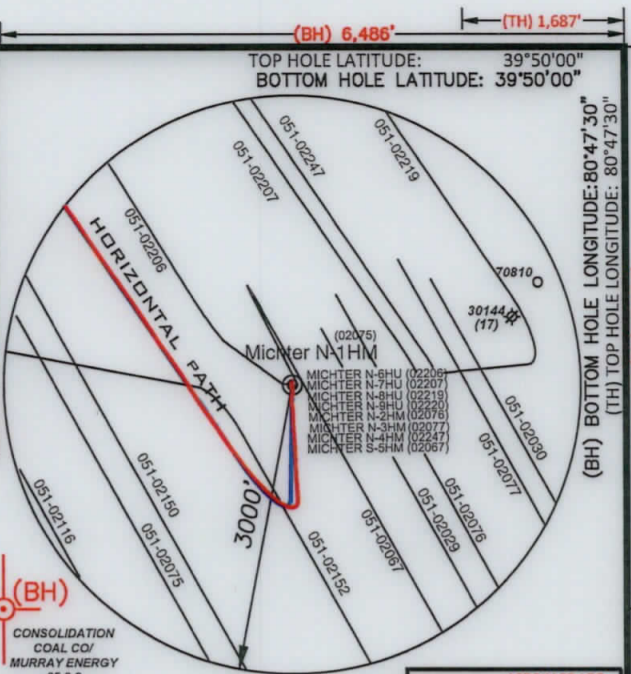 (BH) 6,486'
(TH) 1,687'
TOP HOLE LATITUDE: 39°50'00"
BOTTOM HOLE LATITUDE: 39°50'00"
(BH) BOTTOM HOLE LONGITUDE:80°47'30"
(TH) TOP HOLE LONGITUDE: 80°47'30"
051-02207
051-02247
051-02219
051-02206
HORIZONTAL PATH
70810
30144
(17)
(02075)
Michter N-1HM
MICHTER N-6HU (02206)
MICHTER N-7HU (02207)
MICHTER N-8HU (02219)
MICHTER N-9HU (02220)
MICHTER N-2HM (02076)
MICHTER N-3HM (02077)
MICHTER N-4HM (02247)
MICHTER S-5HM (02067)
3000'
051-02116
051-02075
051-02150
051-02152
051-02067
051-02029
051-02076
051-02077
051-02030
(BH)
CONSOLIDATION
COAL CO/
MURRAY ENERGY